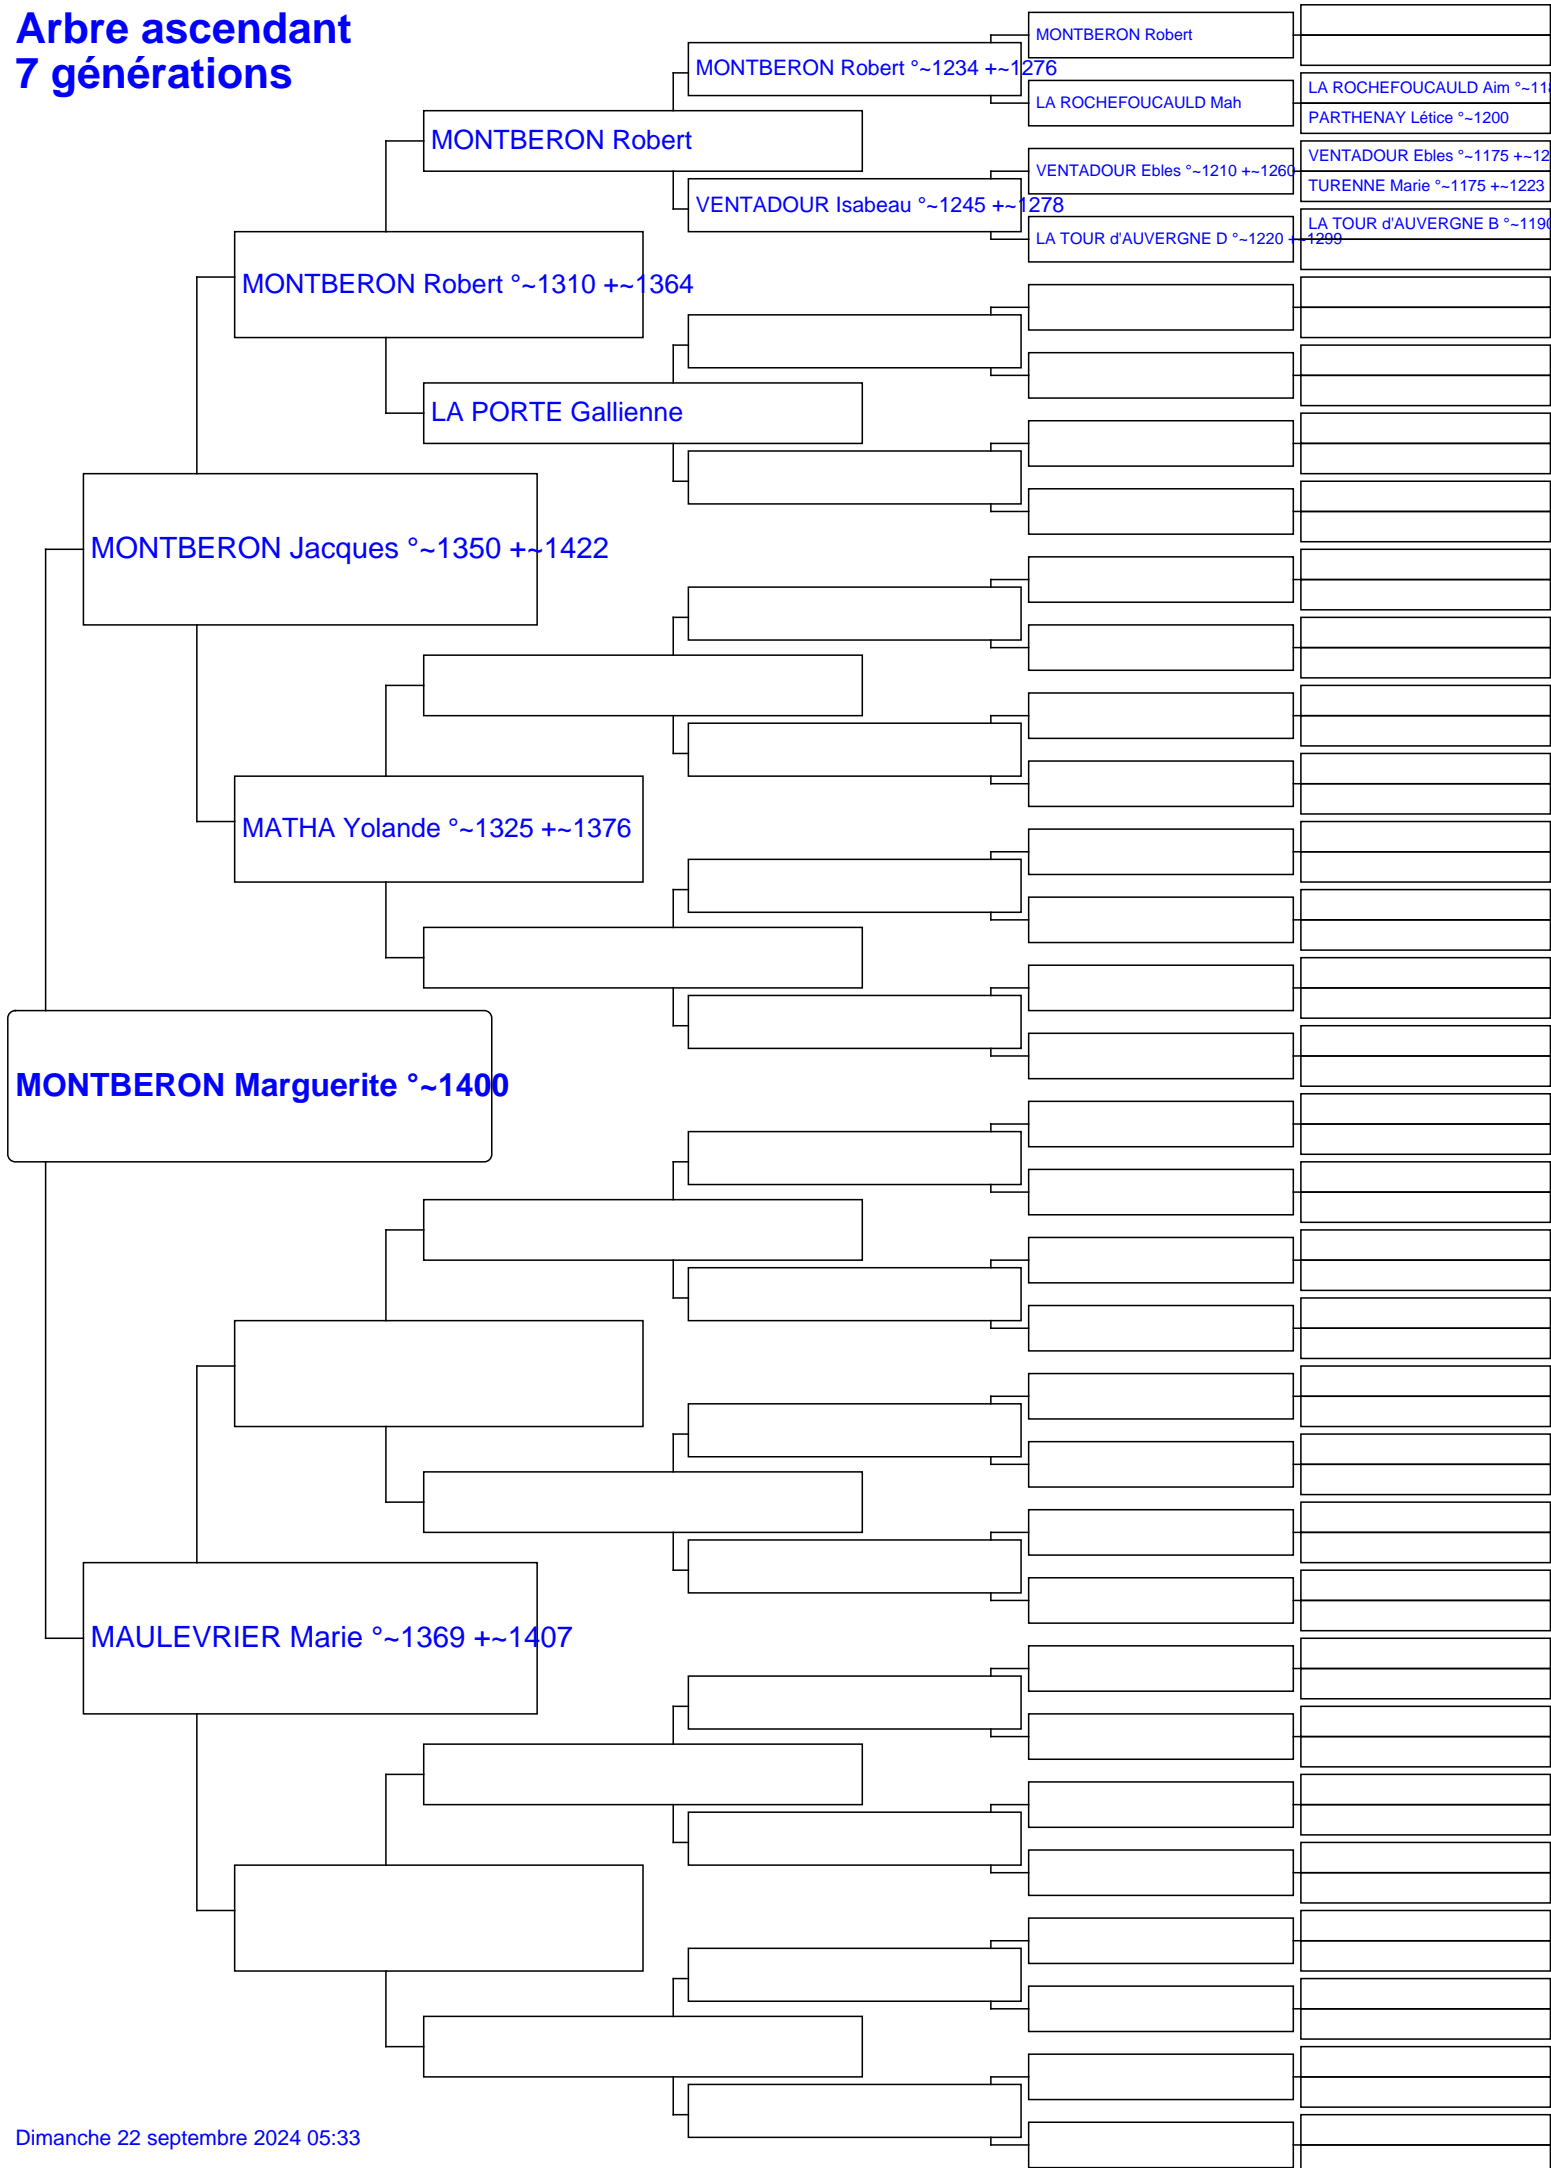 Arbre ascendant
7 générations
MONTBERON Robert
MONTBERON Robert °~1234 +~1276
LA ROCHEFOUCAULD Aim °~11
LA ROCHEFOUCAULD Mah
PARTHENAY Létice °~1200
MONTBERON Robert
VENTADOUR Ebles °~1175 +~12
VENTADOUR Ebles °~1210 +~1260
TURENNE Marie °~1175 +~1223
VENTADOUR Isabeau °~1245 +~1278
LA TOUR d'AUVERGNE B °~1190
LA TOUR d'AUVERGNE D °~1220 +~1299
MONTBERON Robert °~1310 +~1364
LA PORTE Gallienne
MONTBERON Jacques °~1350 +~1422
MATHA Yolande °~1325 +~1376
MONTBERON Marguerite °~1400
MAULEVRIER Marie °~1369 +~1407
Dimanche 22 septembre 2024 05:33